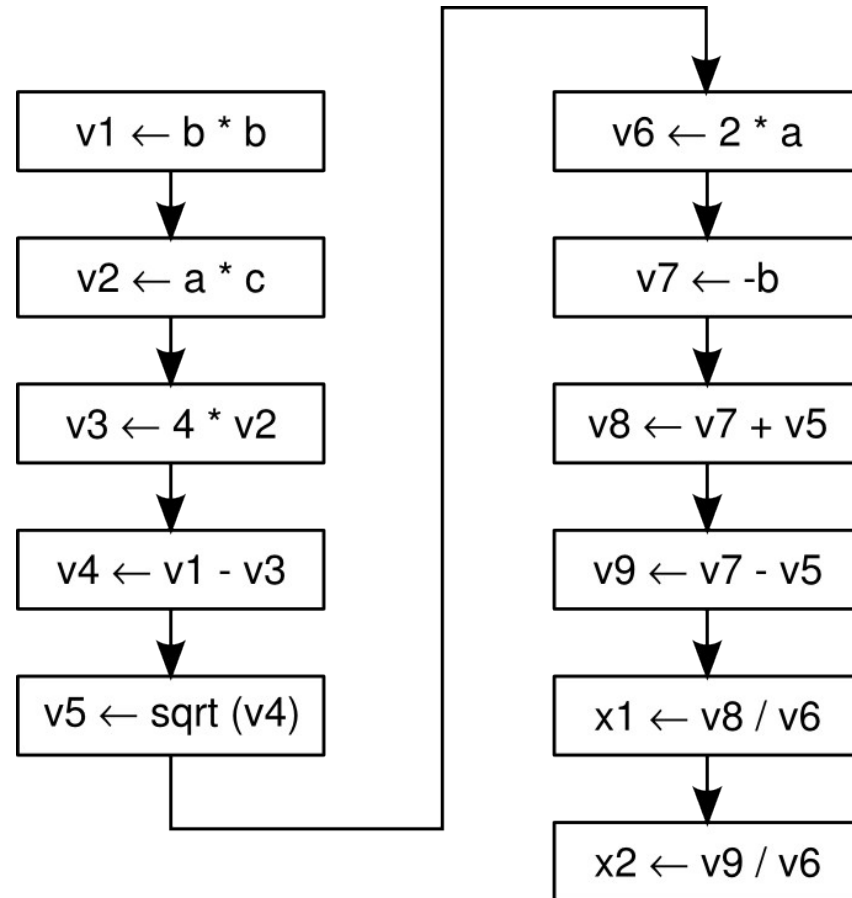 v1 ← b * b
v2 ← a * c
v3 ← 4 * v2
v4 ← v1 - v3
v5 ← sqrt (v4)
v6 ← 2 * a
v7 ← -b
v8 ← v7 + v5
v9 ← v7 - v5
x1 ← v8 / v6
x2 ← v9 / v6